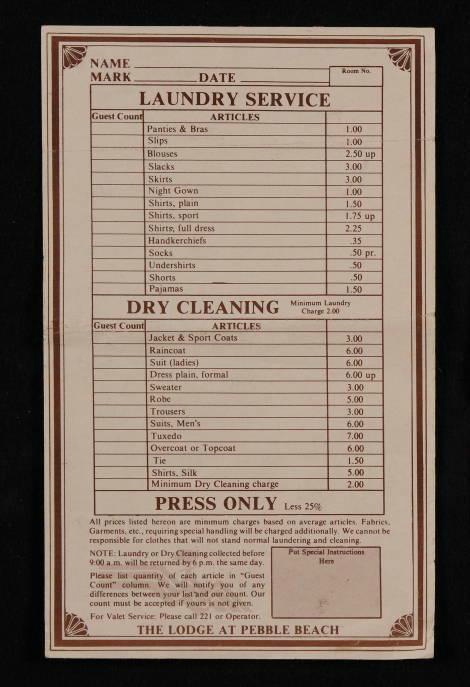 NAME
MARK DATE Room No.
LAUNDRY SERVICE
Guest Count ARTICLES
Panties & Bras 1.00
Slips 1.00
Blouses 2.50 up
Slacks 3.00
Skirts 3.00
Night Gown 1.00
Shirts, plain 1.50
Shirts, sport 1.75 up
Shirts, full dress 2.25
Handkerchiefs .35
Socks .50 pr.
Undershirts .50
Shorts .50
Pajamas 1.50
DRY CLEANING Minimum Laundry
Charge 2.00
Guest Count ARTICLES
Jacket & Sport Coats 3.00
Raincoat 6.00
Suit (ladies) 6.00
Dress plain, formal 6.00 up
Sweater 3.00
Robe 5.00
Trousers 3.00
Suits, Men's 6.00
Tuxedo 7.00
Overcoat or Topcoat 6.00
Tie 1.50
Shirts, Silk 5.00
Minimum Dry Cleaning charge 2.00
PRESS ONLY Less 25%
All prices listed hereon are minimum charges based on average articles. Fabrics,
Garments, etc., requiring special handling will be charged additionally. We cannot be
responsible for clothes that will not stand normal laundering and cleaning.
NOTE: Laundry or Dry Cleaning collected before
9:00 a.m. will be returned by 6 p.m. the same day.
Please list quantity of each article in "Guest
Count" column. We will notify you of any
differences between your list and our count. Our
count must be accepted if yours is not given.
For Valet Service: Please call 221 or Operator.
Put Special Instructions
Here
THE LODGE AT PEBBLE BEACH